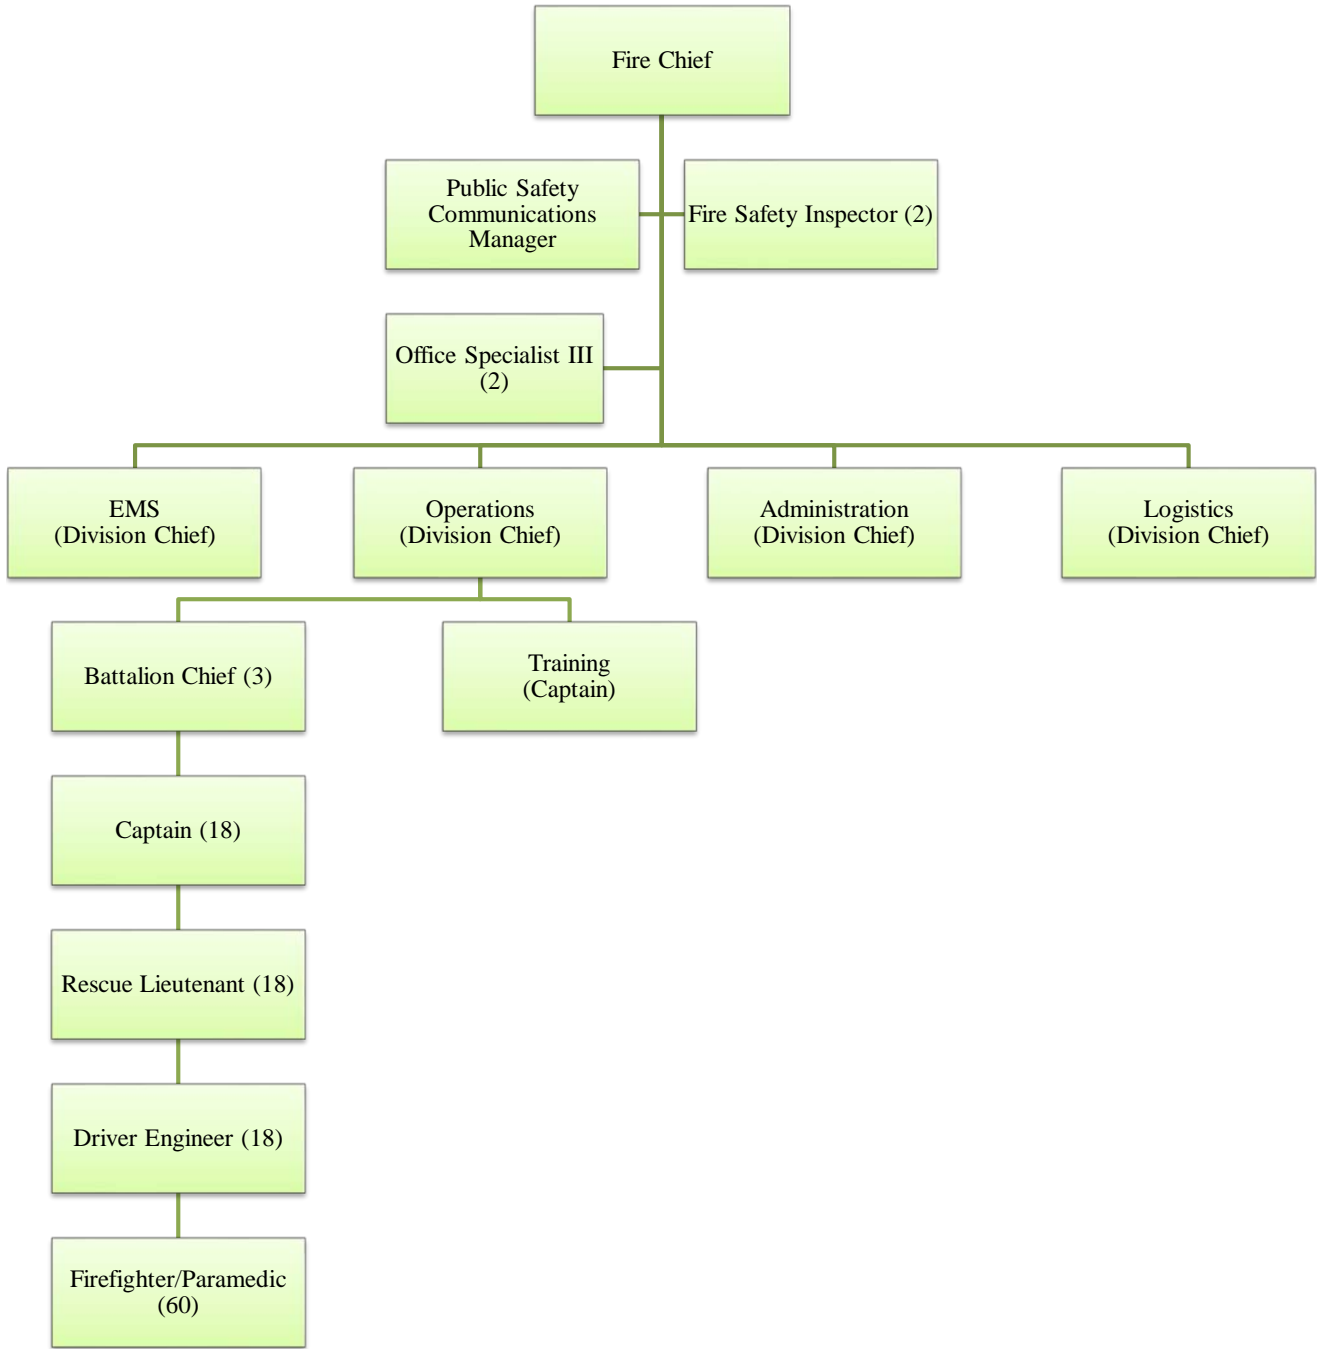 Fire Chief
Public Safety
Communications
Manager
Fire Safety Inspector (2)
Office Specialist III
(2)
EMS
(Division Chief)
Operations
(Division Chief)
Administration
(Division Chief)
Logistics
(Division Chief)
Battalion Chief (3)
Training
(Captain)
Captain (18)
Rescue Lieutenant (18)
Driver Engineer (18)
Firefighter/Paramedic
(60)